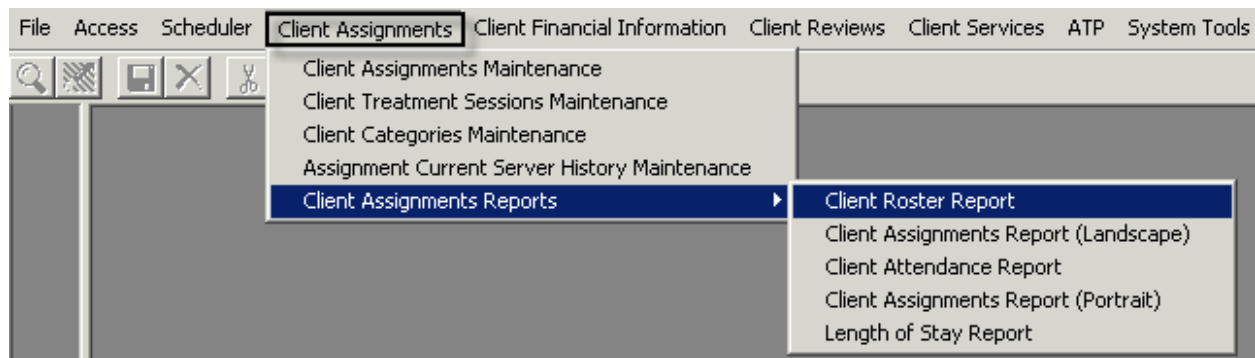 File Access Scheduler Client Assignments Client Financial Information Client Reviews Client Services ATP System Tools
Client Assignments Maintenance
Client Treatment Sessions Maintenance
Client Categories Maintenance
Assignment Current Server History Maintenance
Client Assignments Reports
Client Roster Report
Client Assignments Report (Landscape)
Client Attendance Report
Client Assignments Report (Portrait)
Length of Stay Report